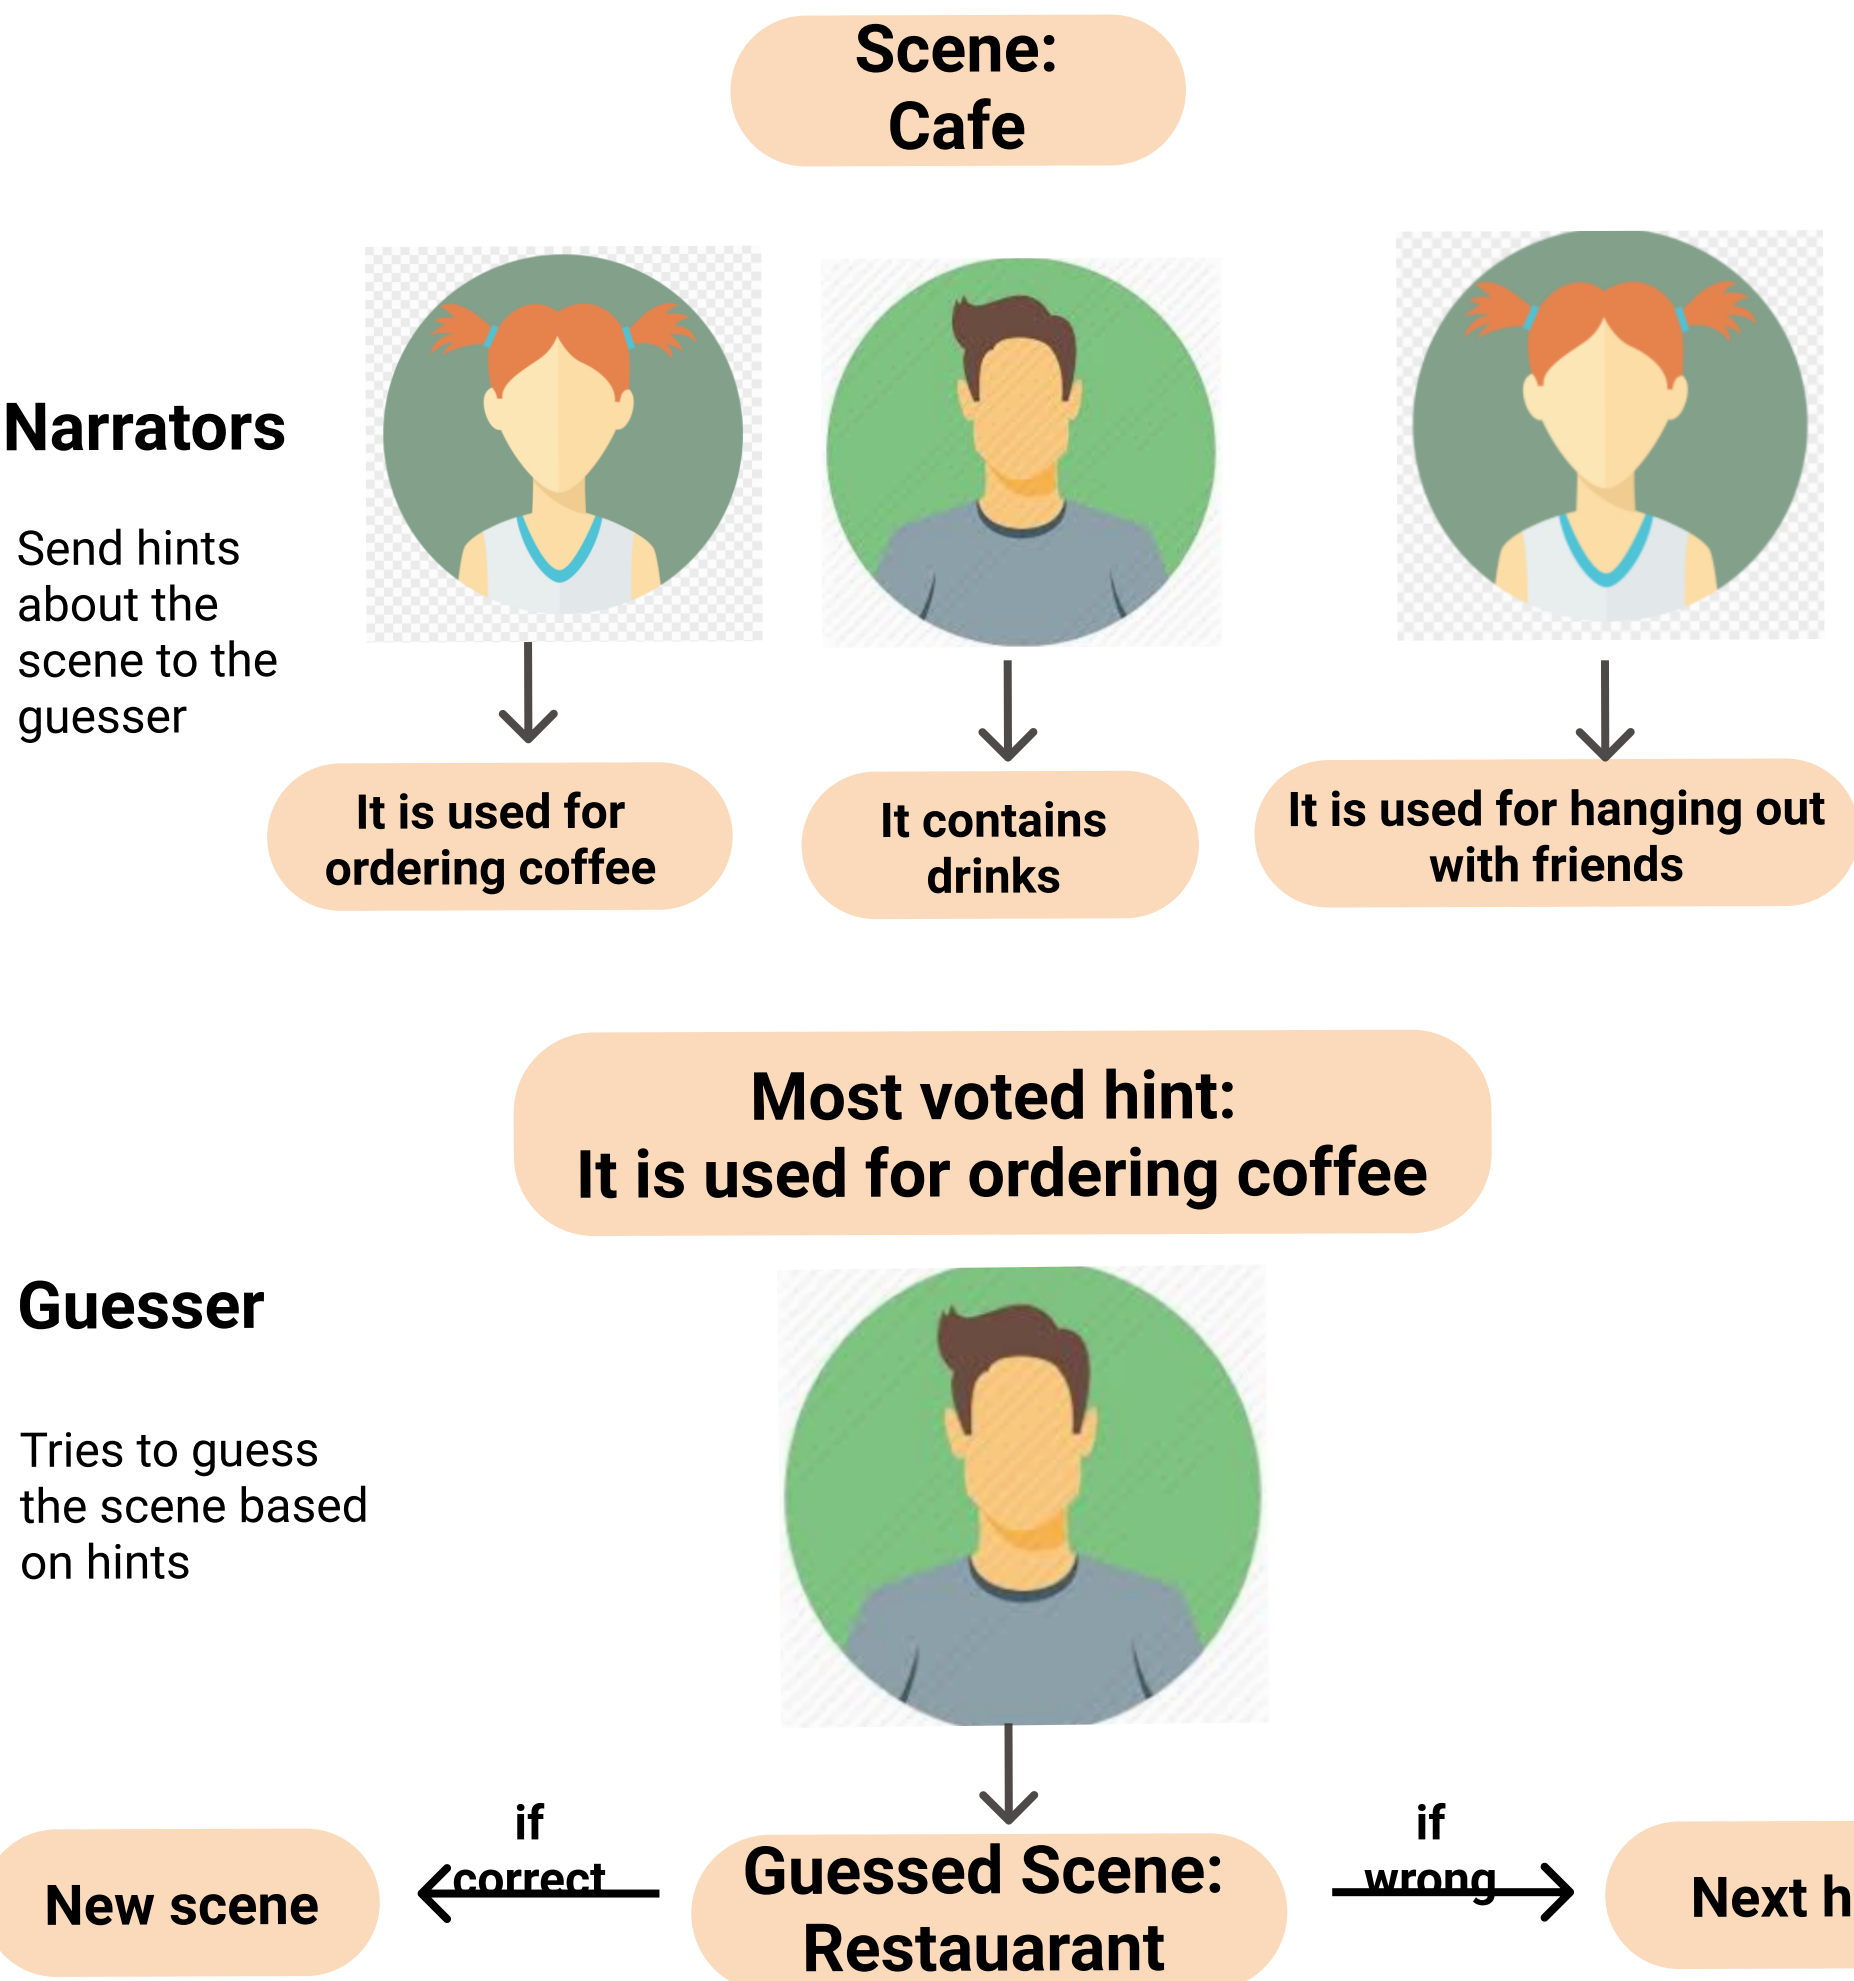 Scene:
Cafe
Narrators
Send hints
about the
scene to the
guesser
It is used for
ordering coffee
It contains
drinks
It is used for hanging out
with friends
Most voted hint:
It is used for ordering coffee
Guesser
Tries to guess
the scene based
on hints
if
correct
if
wrong
New scene
Guessed Scene:
Restauarant
Next